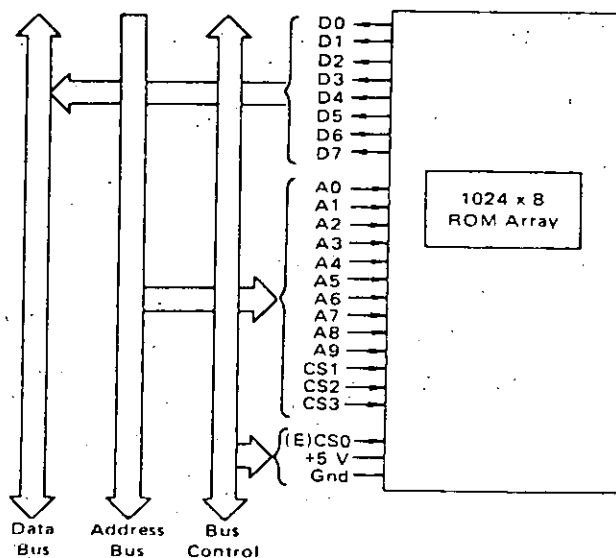 D0
D1
D2
D3
D4
D5
D6
D7
1024 x 8
ROM Array
A0
A1
A2
A3
A4
A5
A6
A7
A8
A9
CS1
CS2
CS3
(E)CS0
+5 V
Gnd
Data
Bus
Address
Bus
Bus
Control